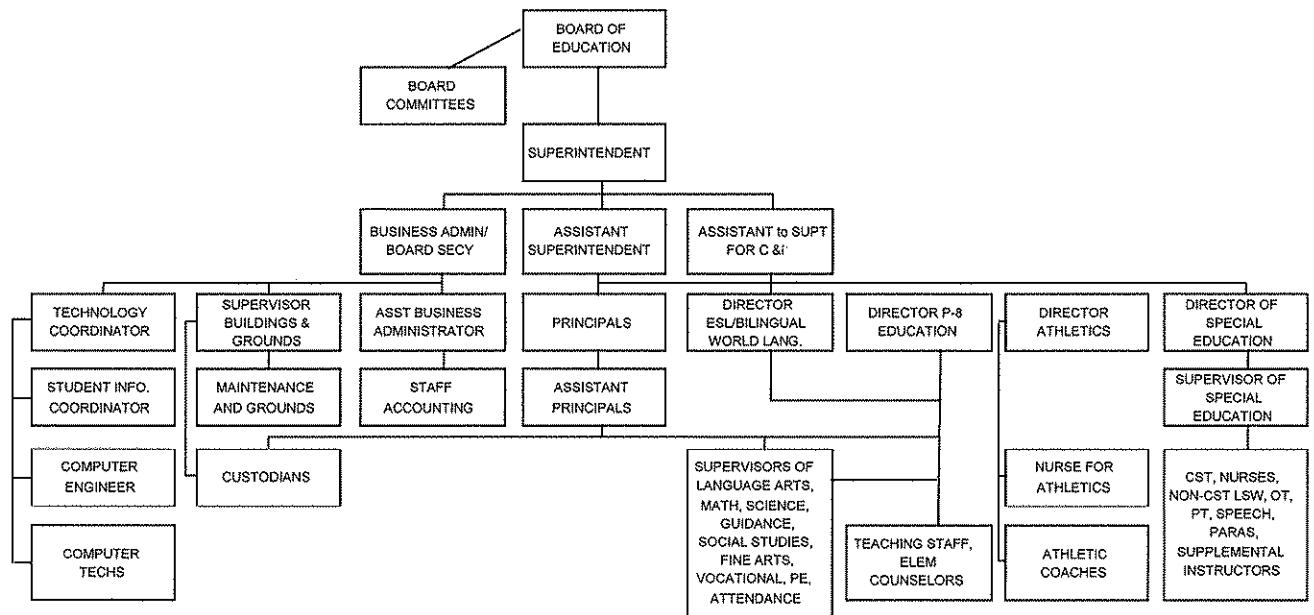 BOARD OF
EDUCATION
BOARD
COMMITTEES
SUPERINTENDENT
BUSINESS ADMIN/
BOARD SECY
ASSISTANT
SUPERINTENDENT
ASSISTANT to SUPT
FOR C &i
TECHNOLOGY
COORDINATOR
SUPERVISOR
BUILDINGS &
GROUNDS
ASST BUSINESS
ADMINISTRATOR
PRINCIPALS
DIRECTOR
ESL/BILINGUAL
WORLD LANG.
DIRECTOR P-8
EDUCATION
DIRECTOR
ATHLETICS
DIRECTOR OF
SPECIAL
EDUCATION
STUDENT INFO.
COORDINATOR
MAINTENANCE
AND GROUNDS
STAFF
ACCOUNTING
ASSISTANT
PRINCIPALS
SUPERVISOR OF
SPECIAL
EDUCATION
COMPUTER
ENGINEER
CUSTODIANS
SUPERVISORS OF
LANGUAGE ARTS,
MATH, SCIENCE,
GUIDANCE,
SOCIAL STUDIES,
FINE ARTS,
VOCATIONAL, PE,
ATTENDANCE
NURSE FOR
ATHLETICS
CST, NURSES,
NON-CST LSW, OT,
PT, SPEECH,
PARAS,
SUPPLEMENTAL
INSTRUCTORS
COMPUTER
TECHS
TEACHING STAFF,
ELEM
COUNSELORS
ATHLETIC
COACHES